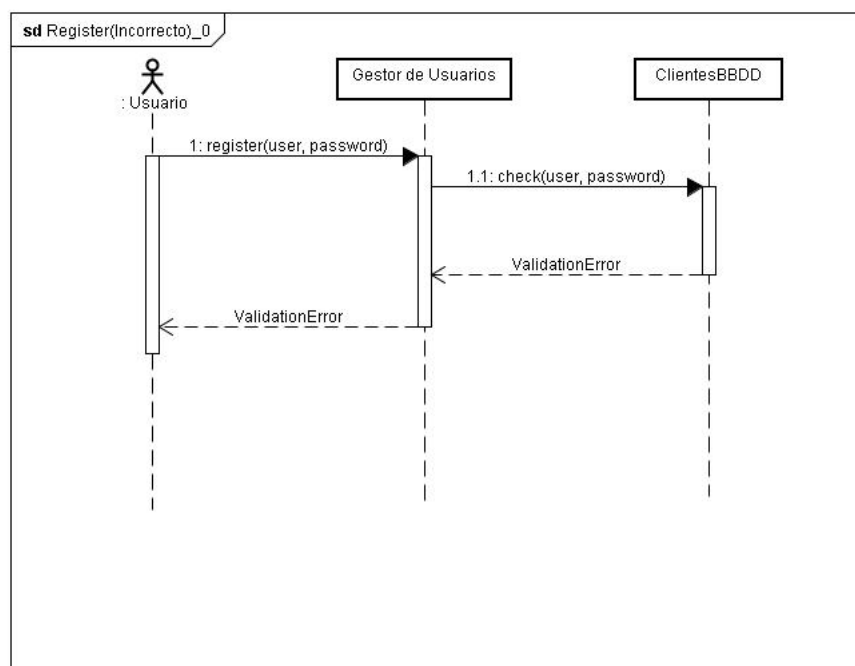 sd Register(Incorrecto)_0
: Usuario
Gestor de Usuarios
ClientesBBDD
1: register(user, password)
1.1: check(user, password)
ValidationError
ValidationError